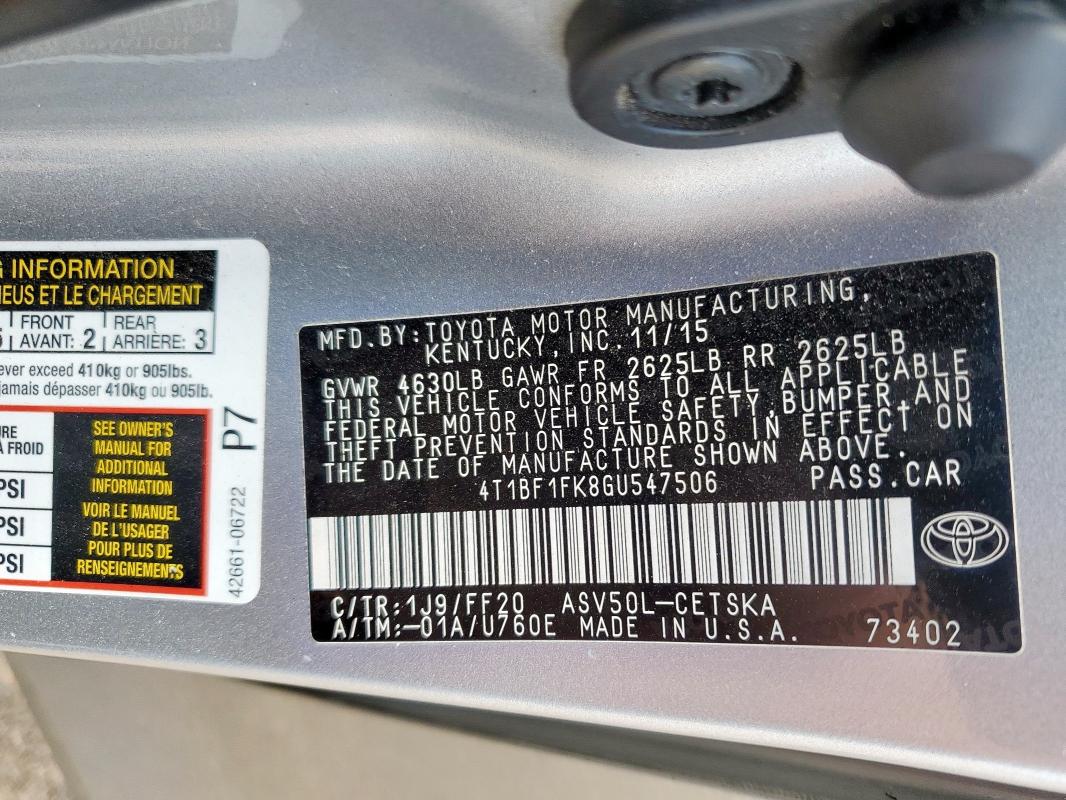 G INFORMATION
NEUS ET LE CHARGEMENT
FRONT
AVANT: 2
REAR
ARRIÈRE: 3
ever exceed 410kg or 905lbs.
jamais dépasser 410kg ou 905lb.
URE
A FROID
PSI
PSI
PSI
SEE OWNER'S
MANUAL FOR
ADDITIONAL
INFORMATION
VOIR LE MANUEL
DE L'USAGER
POUR PLUS DE
RENSEIGNEMENTS
P7
42661-06722
MFD. BY: TOYOTA MOTOR MANUFACTURING,
KENTUCKY, INC. 11/15
GVWR 4630LB GAWR FR 2625LB RR 2625LB
THIS VEHICLE CONFORMS TO ALL APPLICABLE
FEDERAL MOTOR VEHICLE SAFETY, BUMPER, AND
THEFT PREVENTION STANDARDS IN EFFECT ON
THE DATE OF MANUFACTURE SHOWN ABOVE.
4T1BF1FK8GU547506 PASS. CAR
C/TR: 1J9/FF20 ASV50L-CETSKA
A/TM:-01A/U760E MADE IN U.S.A. 73402